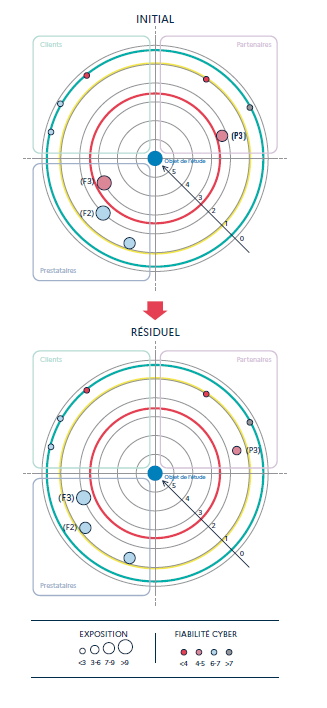 INITIAL
Clients
Partenaires
(P3)
Objet de l'étude
5
(F3)
4
3
(F2)
2
1
0
Prestataires
RÉSIDUEL
Clients
Partenaires
(P3)
Objet de l'étude
5
4
(F3)
3
2
(F2)
1
0
Prestataires
EXPOSITION
FIABILITÉ CYBER
<3 3-6 7-9 >9
<4 4-5 6-7 >7